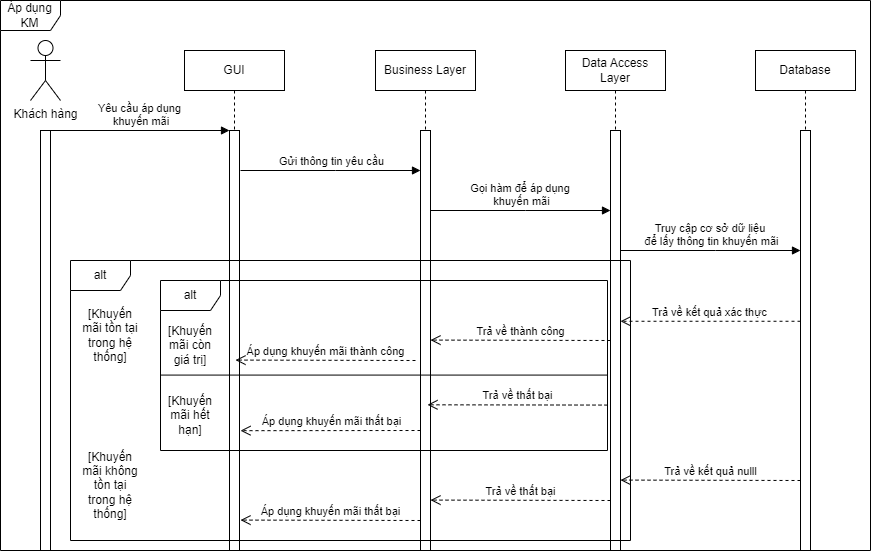 Áp dụng
KM
GUI
Business Layer
Data Access
Layer
Database
Khách hàng
Yêu cầu áp dụng
khuyến mãi
Gửi thông tin yêu cầu
Gọi hàm để áp dụng
khuyến mãi
Truy cập cơ sở dữ liệu
để lấy thông tin khuyến mãi
alt
[Khuyến
mãi tồn tại
trong hệ
thống]
alt
[Khuyến
mãi còn
giá trị]
Trả về kết quả xác thực
Trả về thành công
Áp dụng khuyến mãi thành công
[Khuyến
mãi hết
hạn]
Trả về thất bại
Áp dụng khuyến mãi thất bại
[Khuyến
mãi không
tồn tại
trong hệ
thống]
Trả về kết quả nulll
Trả về thất bại
Áp dụng khuyến mãi thất bại